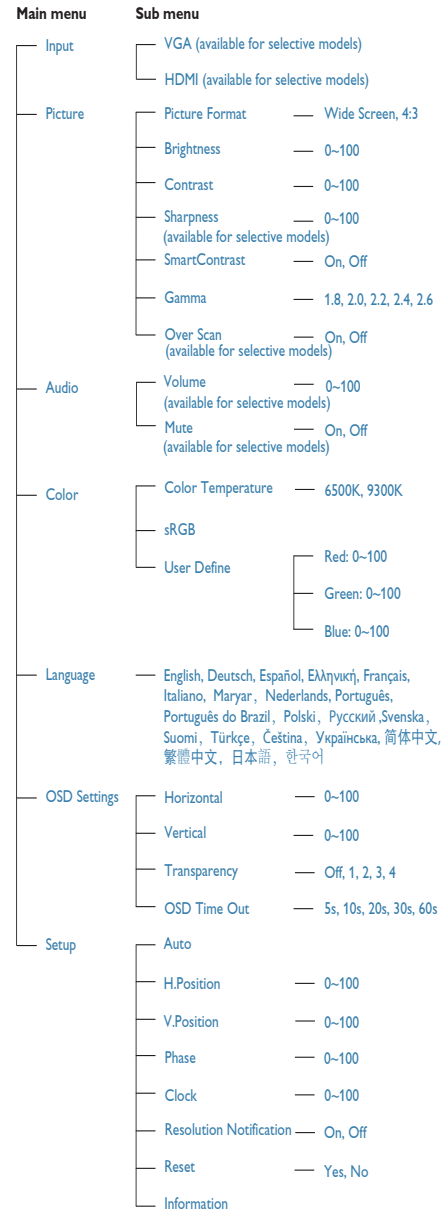 Main menu Sub menu
Input VGA (available for selective models)
HDMI (available for selective models)
Picture Picture Format Wide Screen, 4:3
Brightness 0~100
Contrast 0~100
Sharpness 0~100
(available for selective models)
SmartContrast On, Off
Gamma 1.8, 2.0, 2.2, 2.4, 2.6
Over Scan On, Off
(available for selective models)
Audio Volume 0~100
(available for selective models)
Mute On, Off
(available for selective models)
Color Color Temperature 6500K, 9300K
sRGB
User Define Red: 0~100
Green: 0~100
Blue: 0~100
Language English, Deutsch, Español, Ελληνική, Français,
Italiano, Maryar, Nederlands, Português,
Português do Brazil, Polski, Русский ,Svenska,
Suomi, Türkçe, Čeština, Українська, 简体中文,
繁體中文, 日本語, 한국어
OSD Settings Horizontal 0~100
Vertical 0~100
Transparency Off, 1, 2, 3, 4
OSD Time Out 5s, 10s, 20s, 30s, 60s
Setup Auto
H.Position 0~100
V.Position 0~100
Phase 0~100
Clock 0~100
Resolution Notification On, Off
Reset Yes, No
Information